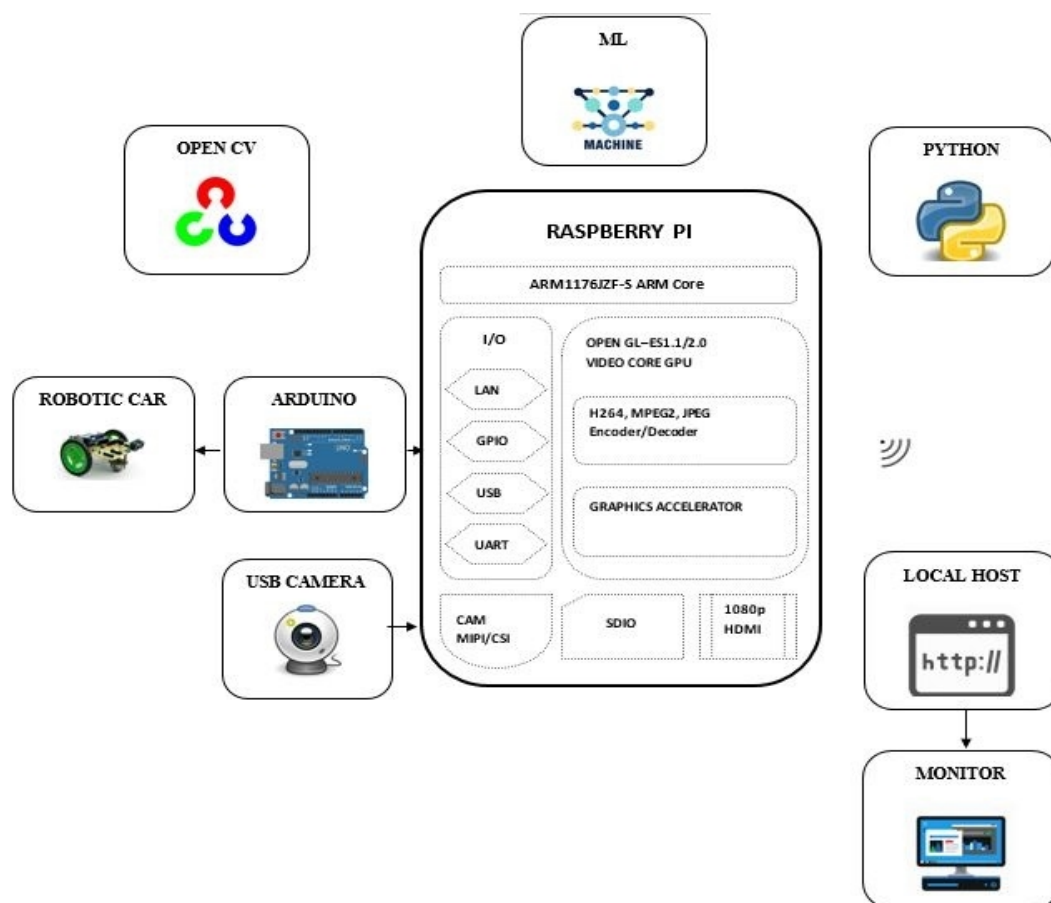 ML
MACHINE
OPEN CV
PYTHON
RASPBERRY PI
ARM1176JZF-S ARM Core
I/O
LAN
GPIO
USB
UART
OPEN GL–ES1.1/2.0
VIDEO CORE GPU
H264, MPEG2, JPEG
Encoder/Decoder
GRAPHICS ACCELERATOR
ROBOTIC CAR
ARDUINO
UNO
USB CAMERA
CAM
MIPI/CSI
SDIO
1080p
HDMI
LOCAL HOST
http://
MONITOR